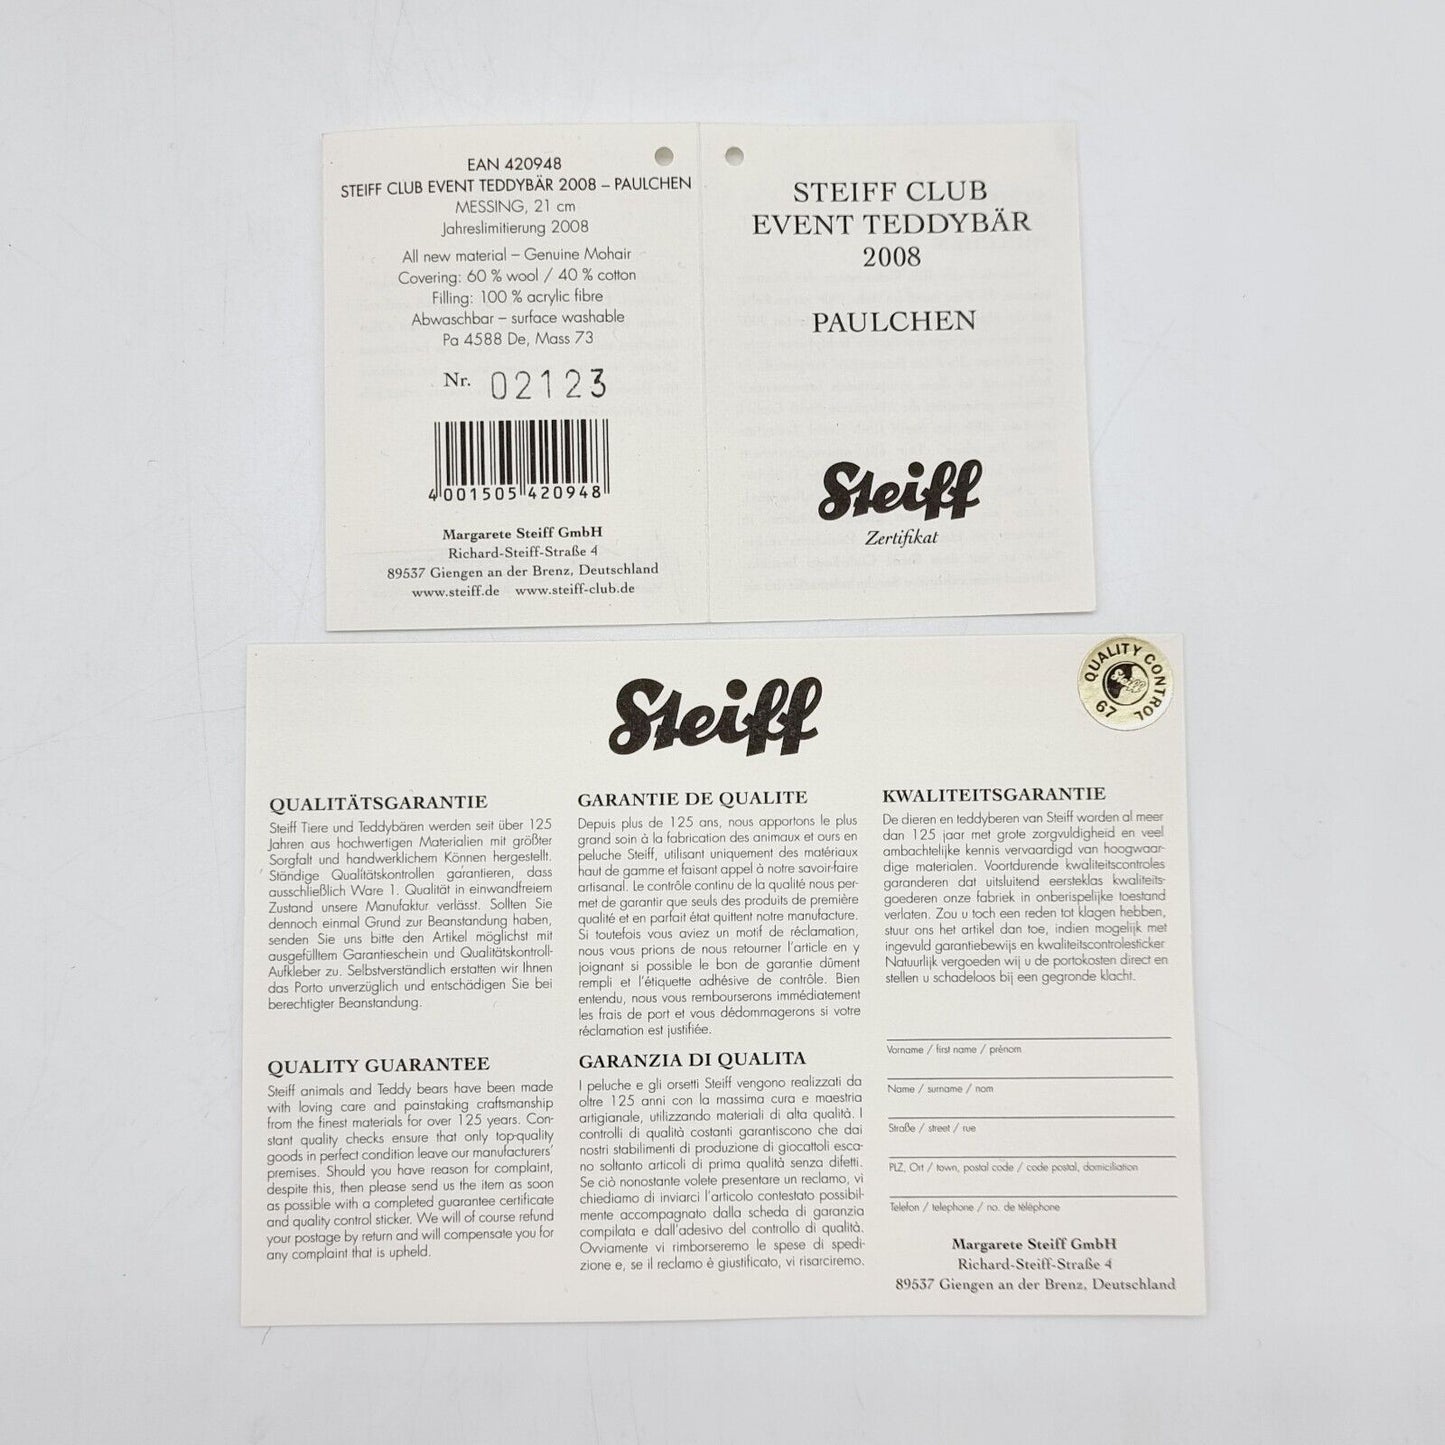 EAN 420948
STEIFF CLUB EVENT TEDDYBÄR 2008 – PAULCHEN
MESSING, 21 cm
Jahreslimitierung 2008
All new material – Genuine Mohair
Covering: 60 % wool / 40 % cotton
Filling: 100 % acrylic fibre
Abwaschbar – surface washable
Pa 4588 De, Mass 73
Nr. 02123
4 001505 420948
Margarete Steiff GmbH
Richard-Steiff-Straße 4
89537 Giengen an der Brenz, Deutschland
www.steiff.de www.steiff-club.de
STEIFF CLUB
EVENT TEDDYBÄR
2008
PAULCHEN
Steiff
Zertifikat
Steiff
QUALITY CONTROL
Steiff
67
QUALITÄTSGARANTIE
Steiff Tiere und Teddybären werden seit über 125
Jahren aus hochwertigen Materialien mit größter
Sorgfalt und handwerklichem Können hergestellt.
Ständige Qualitätskontrollen garantieren, dass
ausschließlich Ware 1. Qualität in einwandfreiem
Zustand unsere Manufaktur verlässt. Sollten Sie
dennoch einmal Grund zur Beanstandung haben,
senden Sie uns bitte den Artikel möglichst mit
ausgefülltem Garantieschein und Qualitätskontroll-
Aufkleber zu. Selbstverständlich erstatten wir Ihnen
das Porto unverzüglich und entschädigen Sie bei
berechtigter Beanstandung.
QUALITY GUARANTEE
Steiff animals and Teddy bears have been made
with loving care and painstaking craftsmanship
from the finest materials for over 125 years. Con-
stant quality checks ensure that only top-quality
goods in perfect condition leave our manufacturers'
premises. Should you have reason for complaint,
despite this, then please send us the item as soon
as possible with a completed guarantee certificate
and quality control sticker. We will of course refund
your postage by return and will compensate you for
any complaint that is upheld.
GARANTIE DE QUALITE
Depuis plus de 125 ans, nous apportons le plus
grand soin à la fabrication des animaux et ours en
peluche Steiff, utilisant uniquement des matériaux
haut de gamme et faisant appel à notre savoir-faire
artisanal. Le contrôle continu de la qualité nous per-
met de garantir que seuls des produits de première
qualité et en parfait état quittent notre manufacture.
Si toutefois vous aviez un motif de réclamation,
nous vous prions de nous retourner l'article en y
joignant si possible le bon de garantie dûment
rempli et l'étiquette adhésive de contrôle. Bien
entendu, nous vous rembourserons immédiatement
les frais de port et vous dédommagerons si votre
réclamation est justifiée.
GARANZIA DI QUALITA
I peluche e gli orsetti Steiff vengono realizzati da
oltre 125 anni con la massima cura e maestria
artigianale, utilizzando materiali di alta qualità. I
controlli di qualità costanti garantiscono che dai
nostri stabilimenti di produzione di giocattoli esca-
no soltanto articoli di prima qualità senza difetti.
Se ciò nonostante volete presentare un reclamo, vi
chiediamo di inviarci l'articolo contestato possibil-
mente accompagnato dalla scheda di garanzia
compilata e dall'adesivo del controllo di qualità.
Ovviamente vi rimborseremo le spese di spedi-
zione e, se il reclamo è giustificato, vi risarciremo.
KWALITEITSGARANTIE
De dieren en teddyberen van Steiff worden al meer
dan 125 jaar met grote zorgvuldigheid en veel
ambachtelijke kennis vervaardigd van hoogwaar-
dige materialen. Voortdurende kwaliteitscontroles
garanderen dat uitsluitend eersteklas kwaliteits-
goederen onze fabriek in onberispelijke toestand
verlaten. Zou u toch een reden tot klagen hebben,
stuur ons het artikel dan toe, indien mogelijk met
ingevuld garantiebewijs en kwaliteitscontrolesticker
Natuurlijk vergoeden wij u de portokosten direct en
stellen u schadeloos bij een gegronde klacht.
Vorname / first name / prénom
Name / surname / nom
Straße / street / rue
PLZ, Ort / town, postal code / code postal, domiciliation
Telefon / telephone / no. de téléphone
Margarete Steiff GmbH
Richard-Steiff-Straße 4
89537 Giengen an der Brenz, Deutschland